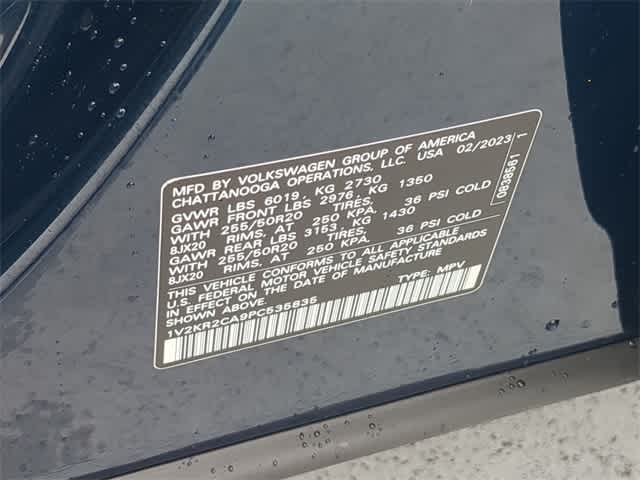 MFD BY VOLKSWAGEN GROUP OF AMERICA
CHATTANOOGA OPERATIONS, LLC. USA 02/2023
GVWR LBS 6019, KG 2730
GAWR FRONT LBS 2976, KG 1350
WITH 255/50R20 TIRES,
8JX20 RIMS. AT 250 KPA, 36 PSI COLD
GAWR REAR LBS 3153 KG 1430
WITH 255/50R20 TIRES,
8JX20 RIMS. AT 250 KPA, 36 PSI COLD
THIS VEHICLE CONFORMS TO ALL APPLICABLE
U.S. FEDERAL MOTOR VEHICLE SAFETY STANDARDS
IN EFFECT ON THE DATE OF MANUFACTURE
SHOWN ABOVE. TYPE: MPV
1V2KR2CA9PC535835
0838561 1